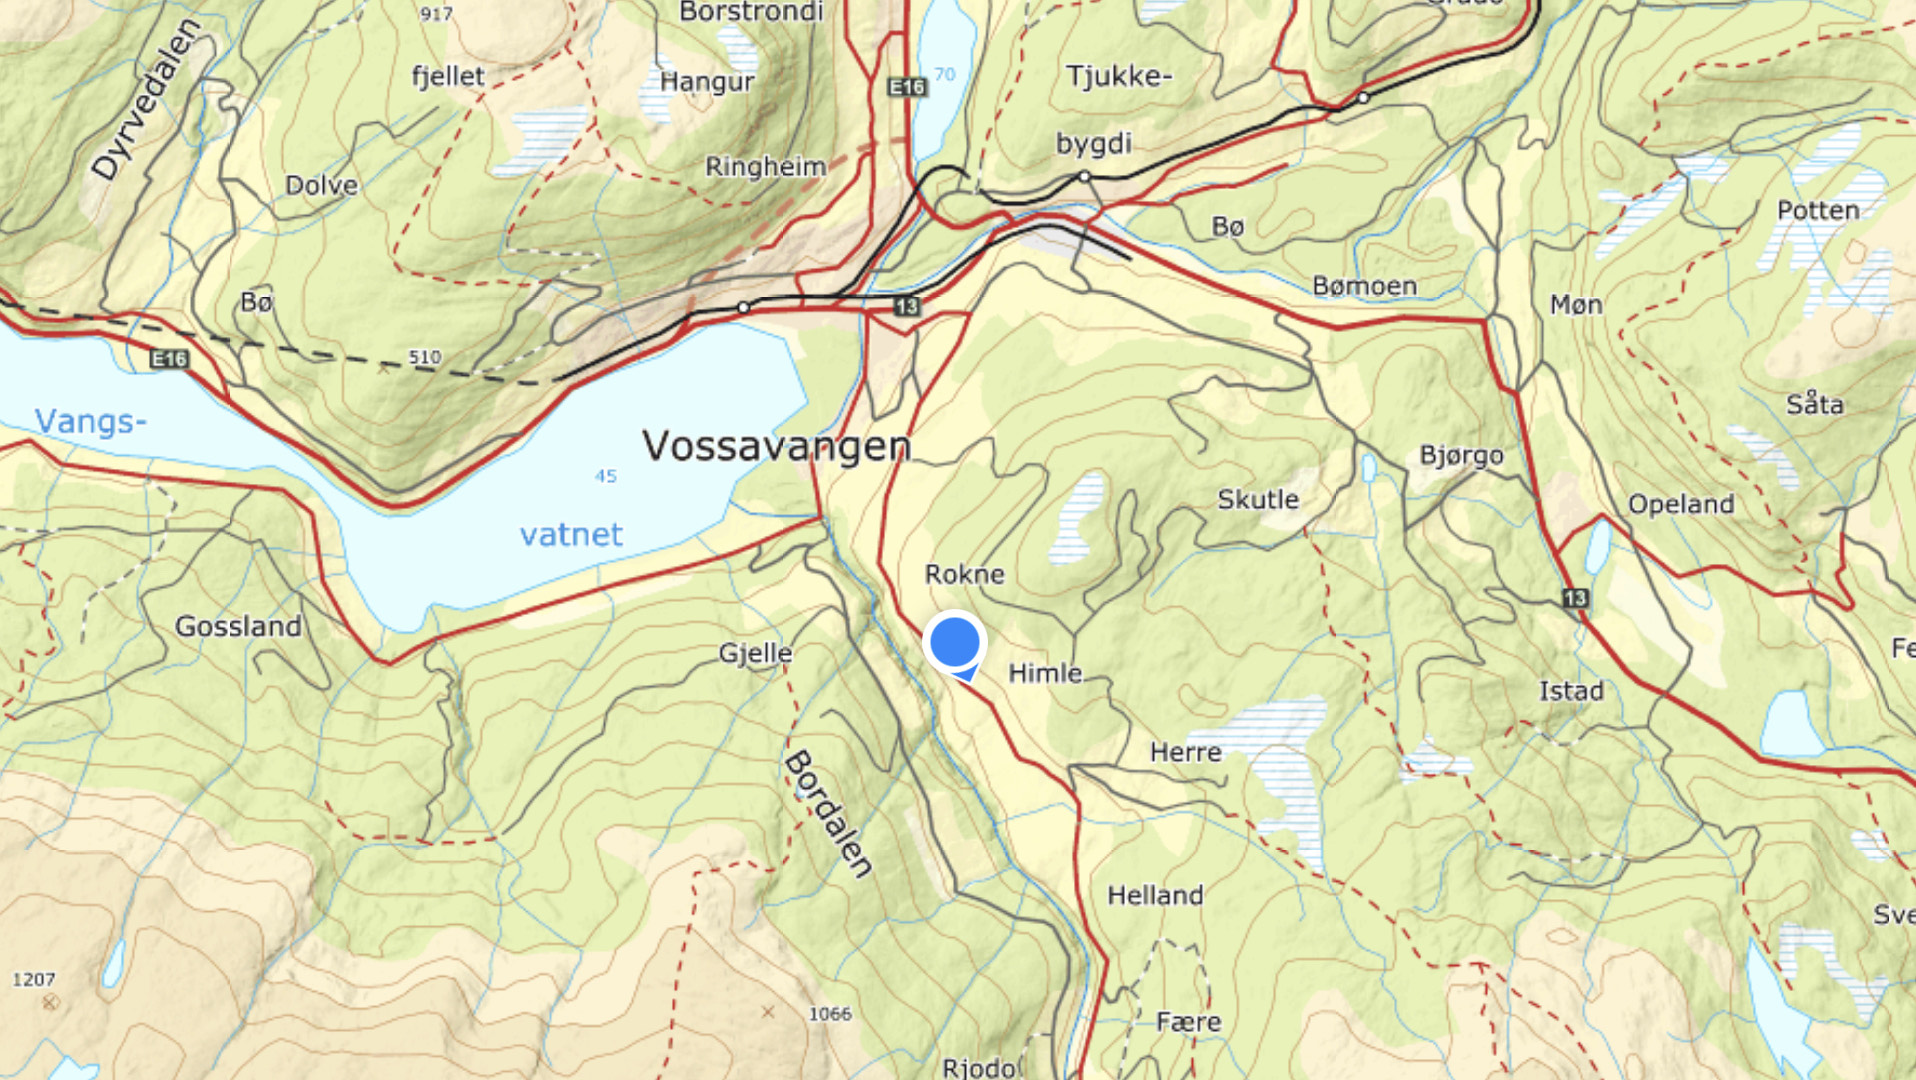 Borstrondi
917
Dyrvedalen
fjellet
Hangur
E16
70
Tjukke-
bygdi
Ringheim
Dolve
Potten
Bø
Bømoen
Bø
Møn
13
510
E16
Såta
Vangs-
Vossavangen
Bjørgo
45
Skutle
Opeland
vatnet
Rokne
13
Gossland
Gjelle
Himle
Istad
Herre
Bordalen
Helland
1207
1066
Fære
Rjodo